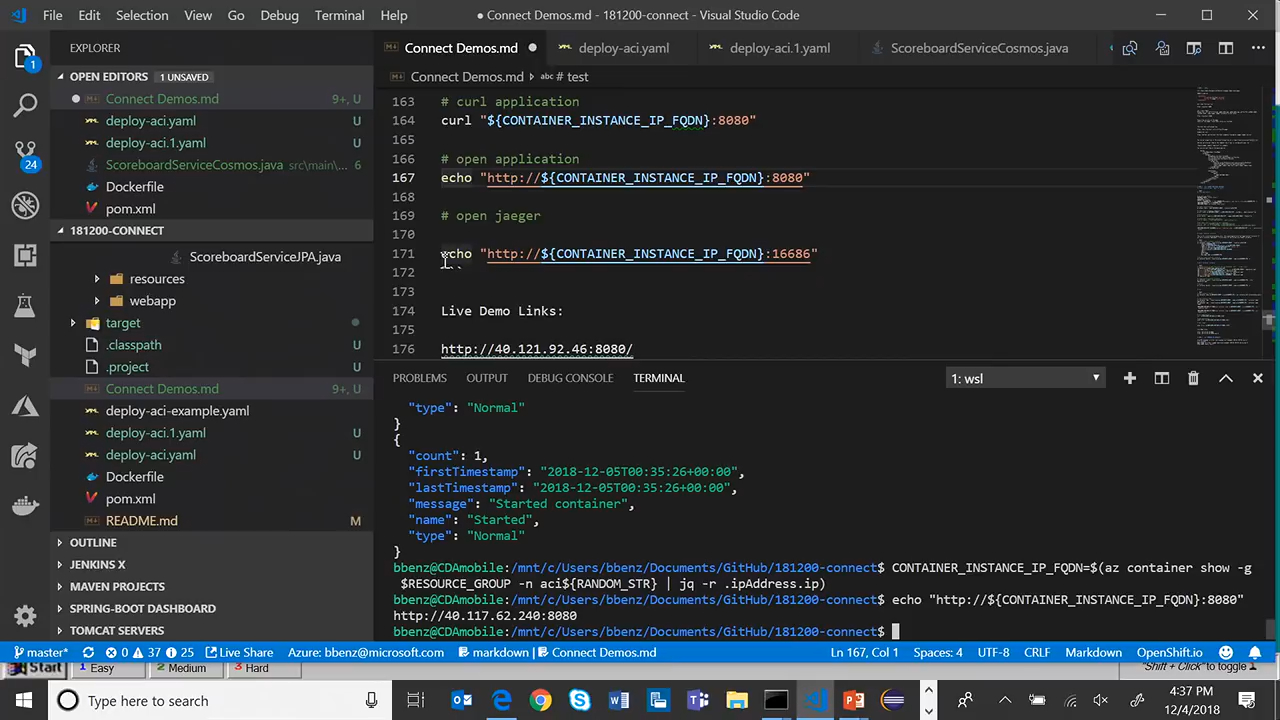 File Edit Selection View Go Debug Terminal Help
● Connect Demos.md - 181200-connect - Visual Studio Code
EXPLORER
Connect Demos.md ●
deploy-aci.yaml
deploy-aci.1.yaml
ScoreboardServiceCosmos.java
OPEN EDITORS 1 UNSAVED
Connect Demos.md 9+, U
deploy-aci.yaml U
deploy-aci.1.yaml U
ScoreboardServiceCosmos.java src\main\... 6
Dockerfile
pom.xml
181200-CONNECT
ScoreboardServiceJPA.java
resources
webapp
target
.classpath U
.project U
Connect Demos.md 9+, U
deploy-aci-example.yaml
deploy-aci.1.yaml U
deploy-aci.yaml U
Dockerfile
pom.xml
README.md M
OUTLINE
JENKINS X
MAVEN PROJECTS
SPRING-BOOT DASHBOARD
TOMCAT SERVERS
1
24
Connect Demos.md › abc # test
163 # curl application
164 curl "${CONTAINER_INSTANCE_IP_FQDN}:8080"
165
166 # open aplication
167 echo "http://${CONTAINER_INSTANCE_IP_FQDN}:8080"
168
169 # open jaeger
170
171 echo "http://${CONTAINER_INSTANCE_IP_FQDN}:16686"
172 ```
173
174 Live Demo Links:
175
176 http://40.121.92.46:8080/
PROBLEMS OUTPUT DEBUG CONSOLE TERMINAL 1: wsl
"type": "Normal"
}
{
"count": 1,
"firstTimestamp": "2018-12-05T00:35:26+00:00",
"lastTimestamp": "2018-12-05T00:35:26+00:00",
"message": "Started container",
"name": "Started",
"type": "Normal"
}
bbenz@CDAmobile:/mnt/c/Users/bbenz/Documents/GitHub/181200-connect$ CONTAINER_INSTANCE_IP_FQDN=$(az container show -g
$RESOURCE_GROUP -n aci${RANDOM_STR} | jq -r .ipAddress.ip)
bbenz@CDAmobile:/mnt/c/Users/bbenz/Documents/GitHub/181200-connect$ echo "http://${CONTAINER_INSTANCE_IP_FQDN}:8080"
http://40.117.62.240:8080
bbenz@CDAmobile:/mnt/c/Users/bbenz/Documents/GitHub/181200-connect$
master* 0 37 25 Live Share Azure: bbenz@microsoft.com markdown | Connect Demos.md Ln 167, Col 1 Spaces: 4 UTF-8 CRLF Markdown OpenShift.io
Start 1 Easy 2 Medium 3 Hard "Shift + Click"to toggle
Type here to search
4:37 PM
12/4/2018